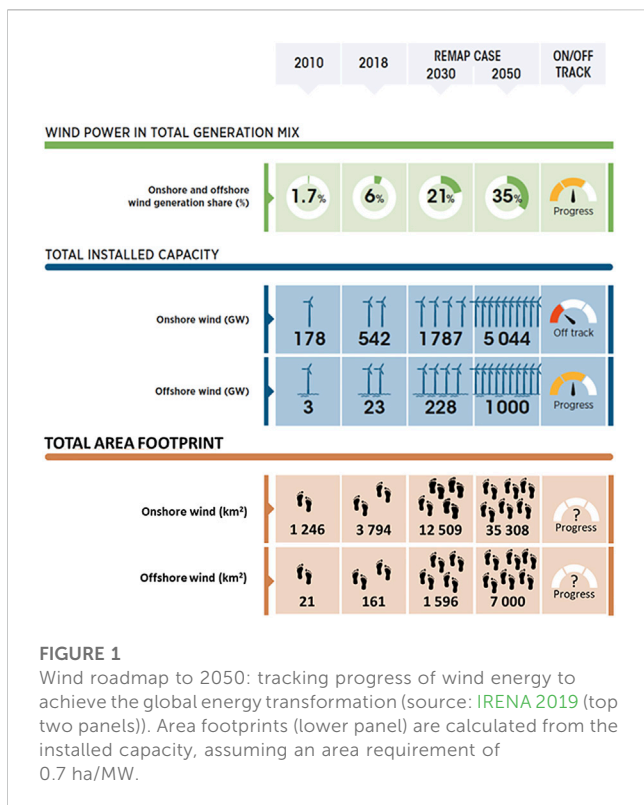 2010 2018 REMAP CASE ON/OFF
2030 2050 TRACK
WIND POWER IN TOTAL GENERATION MIX
Onshore and offshore
wind generation share (%) 1.7% 6% 21% 35% Progress
TOTAL INSTALLED CAPACITY
Onshore wind (GW) 178 542 1787 5 044 Off track
Offshore wind (GW) 3 23 228 1000 Progress
TOTAL AREA FOOTPRINT
Onshore wind (km²) 1 246 3 794 12 509 35 308 ? Progress
Offshore wind (km²) 21 161 1 596 7 000 ? Progress
FIGURE 1
Wind roadmap to 2050: tracking progress of wind energy to
achieve the global energy transformation (source: IRENA 2019 (top
two panels)). Area footprints (lower panel) are calculated from the
installed capacity, assuming an area requirement of
0.7 ha/MW.